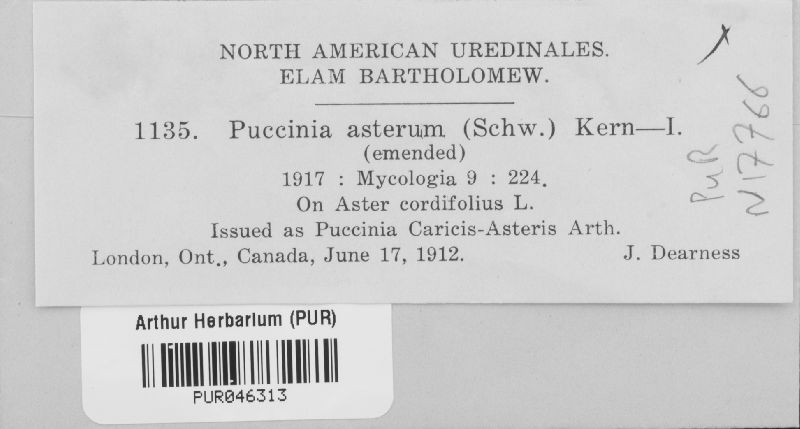 NORTH AMERICAN UREDINALES.
ELAM BARTHOLOMEW.
1135. Puccinia asterum (Schw.) Kern—I.
(emended)
1917 : Mycologia 9 : 224.
On Aster cordifolius L.
Issued as Puccinia Caricis-Asteris Arth.
London, Ont., Canada, June 17, 1912. J. Dearness
PUR
N17766
Arthur Herbarium (PUR)
PUR046313